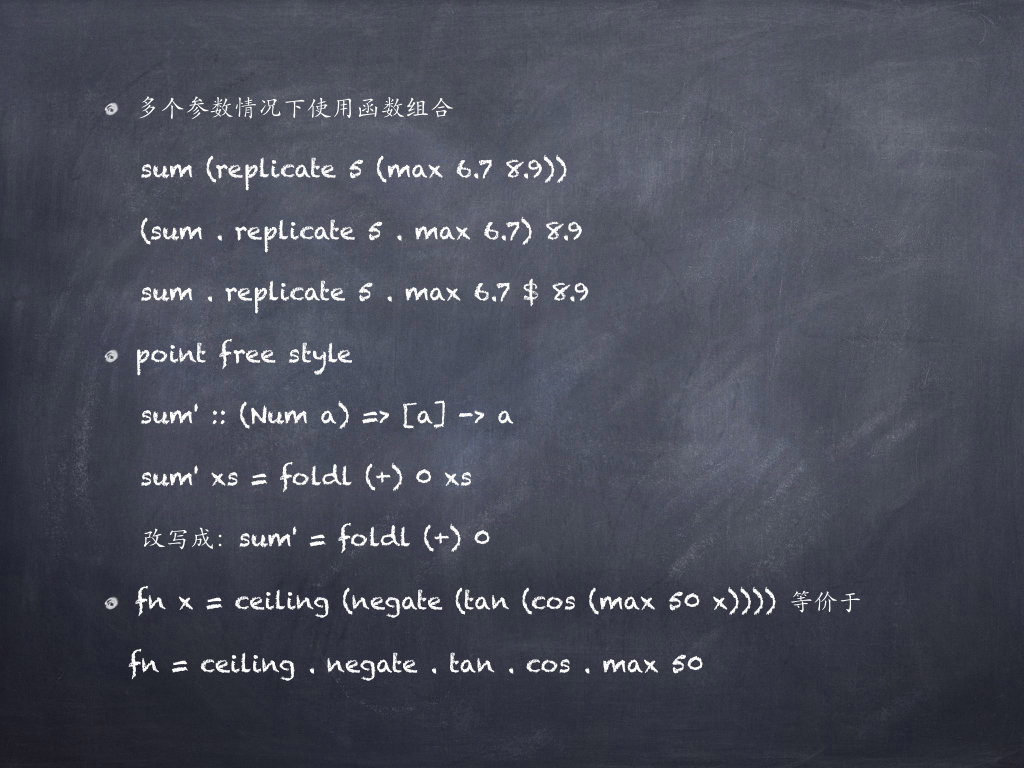 多个参数情况下使用函数组合
sum (replicate 5 (max 6.7 8.9))
(sum . replicate 5 . max 6.7) 8.9
sum . replicate 5 . max 6.7 $ 8.9
point free style
sum' :: (Num a) => [a] -> a
sum' xs = foldl (+) 0 xs
改写成: sum' = foldl (+) 0
fn x = ceiling (negate (tan (cos (max 50 x)))) 等价于
fn = ceiling . negate . tan . cos . max 50